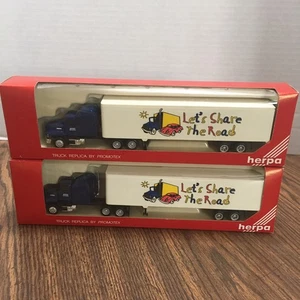 Let's Share
The Road
TRUCK REPLICA BY PROMOTEX
herpa
Let's Share
The Road
TRUCK REPLICA BY PROMOTEX
herpa